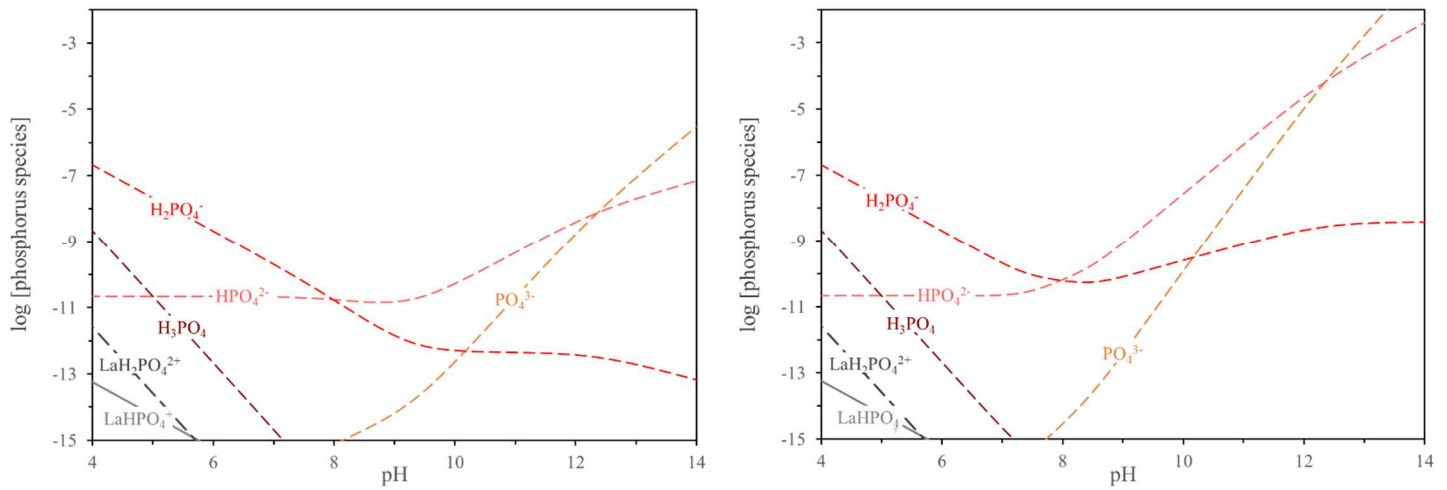 log [phosphorus species]
-3
-5
-7
-9
-11
-13
-15
H₂PO₄⁻
HPO₄²⁻
H₃PO₄
PO₄³⁻
LaH₂PO₄²⁺
LaHPO₄⁺
4 6 8 10 12 14
pH
log [phosphorus species]
-3
-5
-7
-9
-11
-13
-15
H₂PO₄⁻
HPO₄²⁻
H₃PO₄
PO₄³⁻
LaH₂PO₄²⁺
LaHPO₄
4 6 8 10 12 14
pH